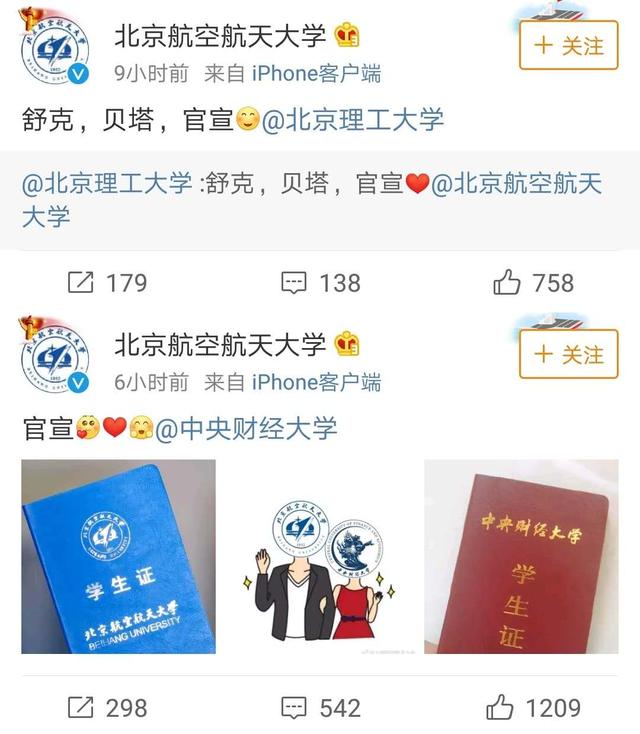 北京航空航天大学
9小时前 来自 iPhone客户端
+ 关注
舒克，贝塔，官宣😊@北京理工大学
@北京理工大学 :舒克，贝塔，官宣❤️@北京航空航天
大学
179
138
758
北京航空航天大学
6小时前 来自 iPhone客户端
+ 关注
官宣🥰❤️🤗@中央财经大学
学生证
北京航空航天大学
BEIHANG UNIVERSITY
中央财经大学
学
生
证
298
542
1209